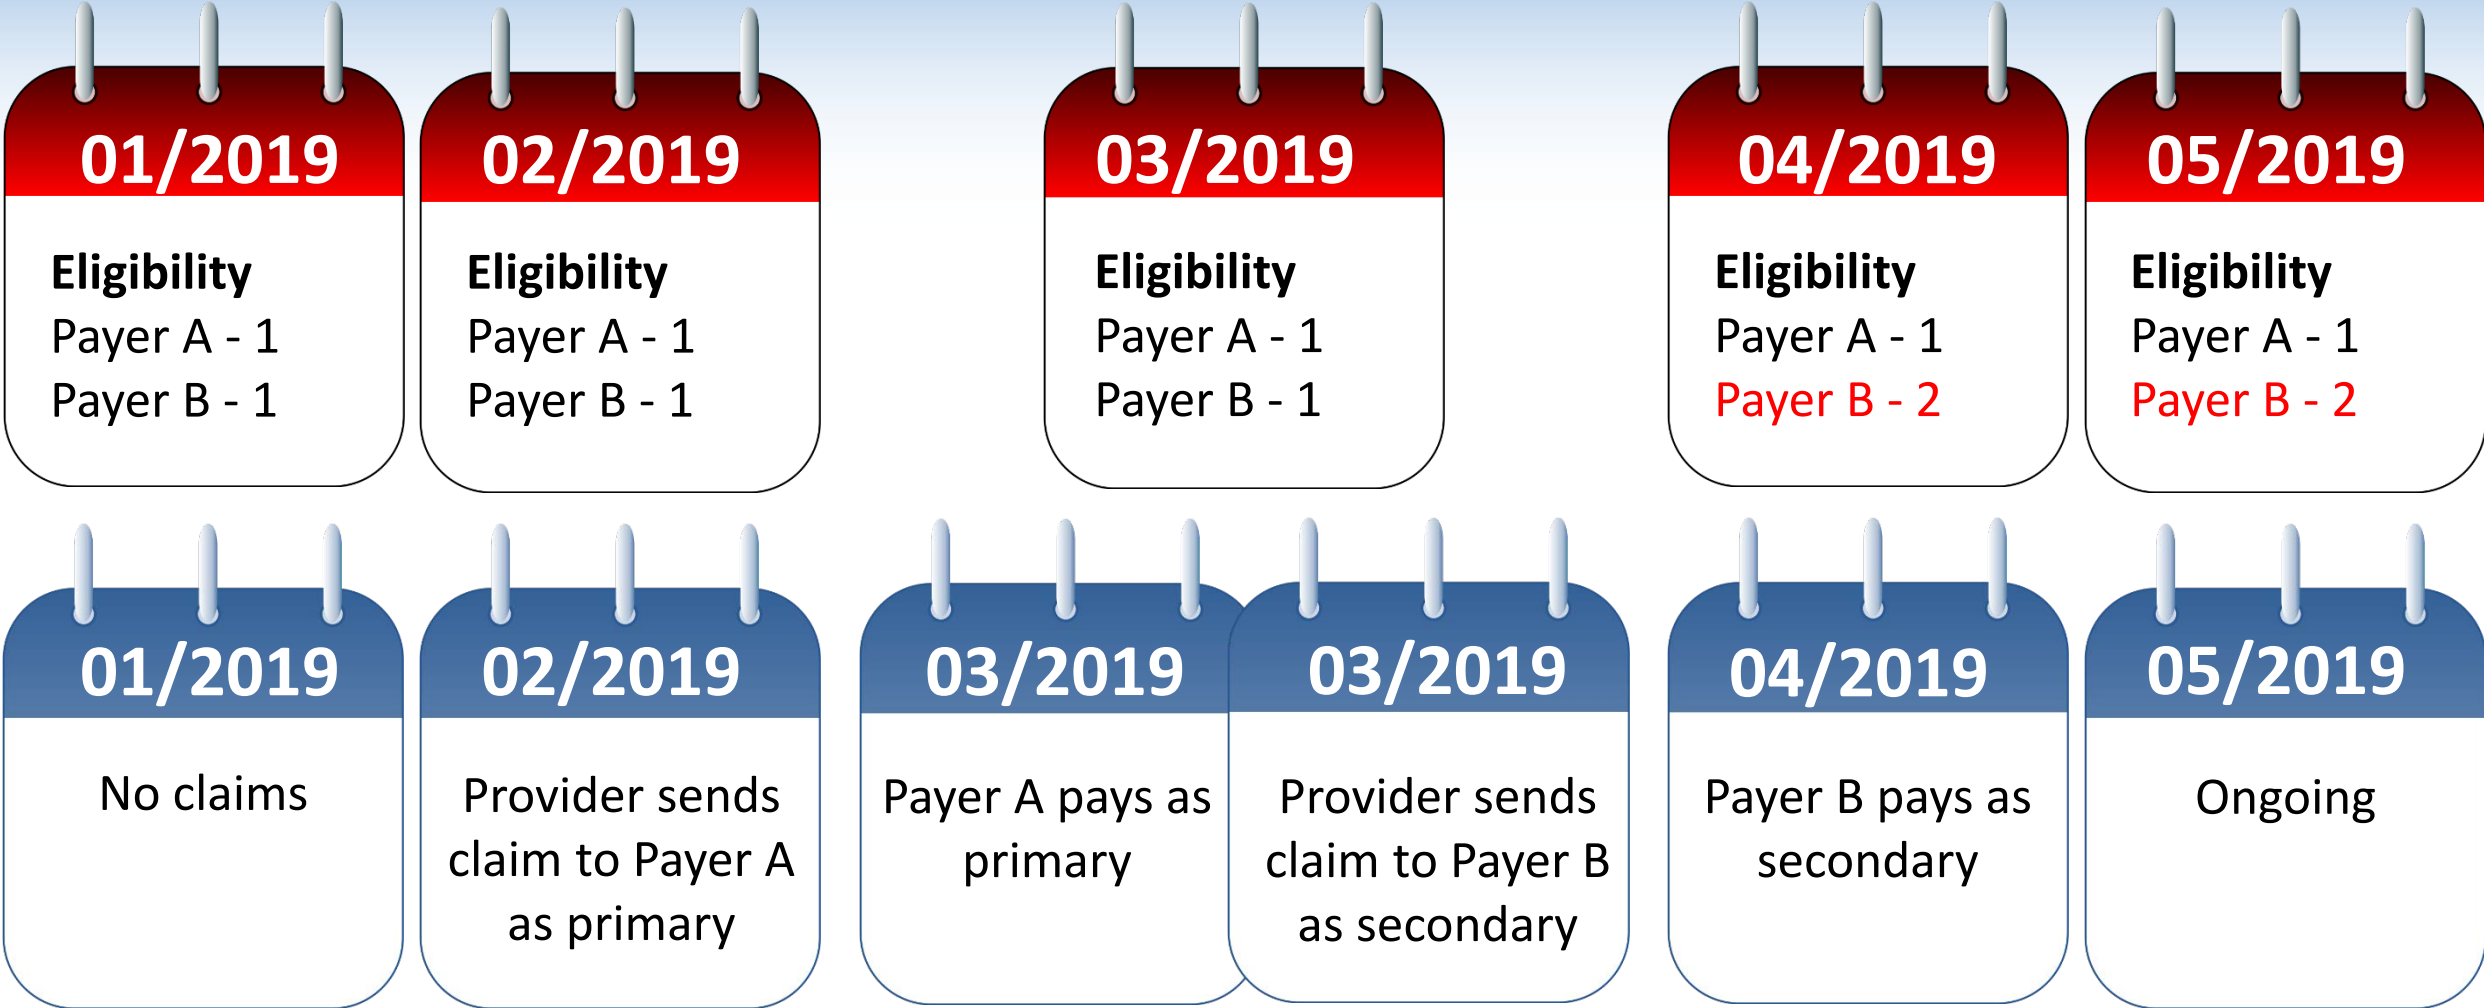 01/2019
Eligibility
Payer A - 1
Payer B - 1
02/2019
Eligibility
Payer A - 1
Payer B - 1
03/2019
Eligibility
Payer A - 1
Payer B - 1
04/2019
Eligibility
Payer A - 1
Payer B - 2
05/2019
Eligibility
Payer A - 1
Payer B - 2
01/2019
No claims
02/2019
Provider sends
claim to Payer A
as primary
03/2019
Payer A pays as
primary
03/2019
Provider sends
claim to Payer B
as secondary
04/2019
Payer B pays as
secondary
05/2019
Ongoing